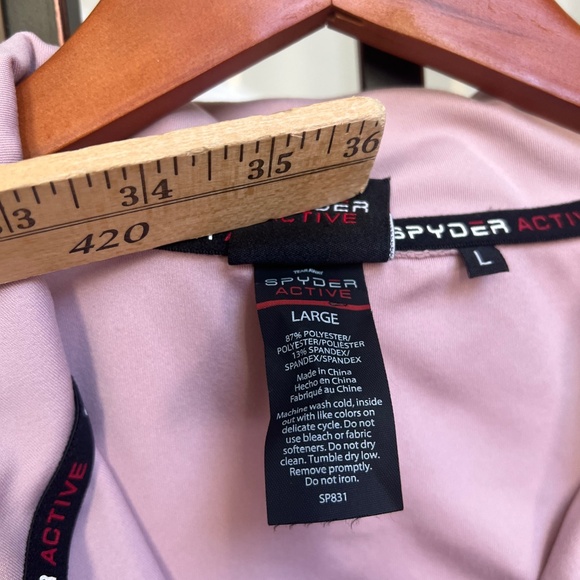 33 34 35 36
420
SPYDER
ACTIVE
SPYDER ACTIVE
L
SPYDER
ACTIVE
LARGE
87% POLYESTER/
POLYESTER/POLIÉSTER
13% SPANDEX/
SPANDEX/SPANDEX
Made in China
Hecho en China
Fabriqué au Chine
Machine wash cold, inside
out with like colors on
delicate cycle. Do not
use bleach or fabric
softeners. Do not dry
clean. Tumble dry low.
Remove promptly.
Do not iron.
SP831
ACTIVE